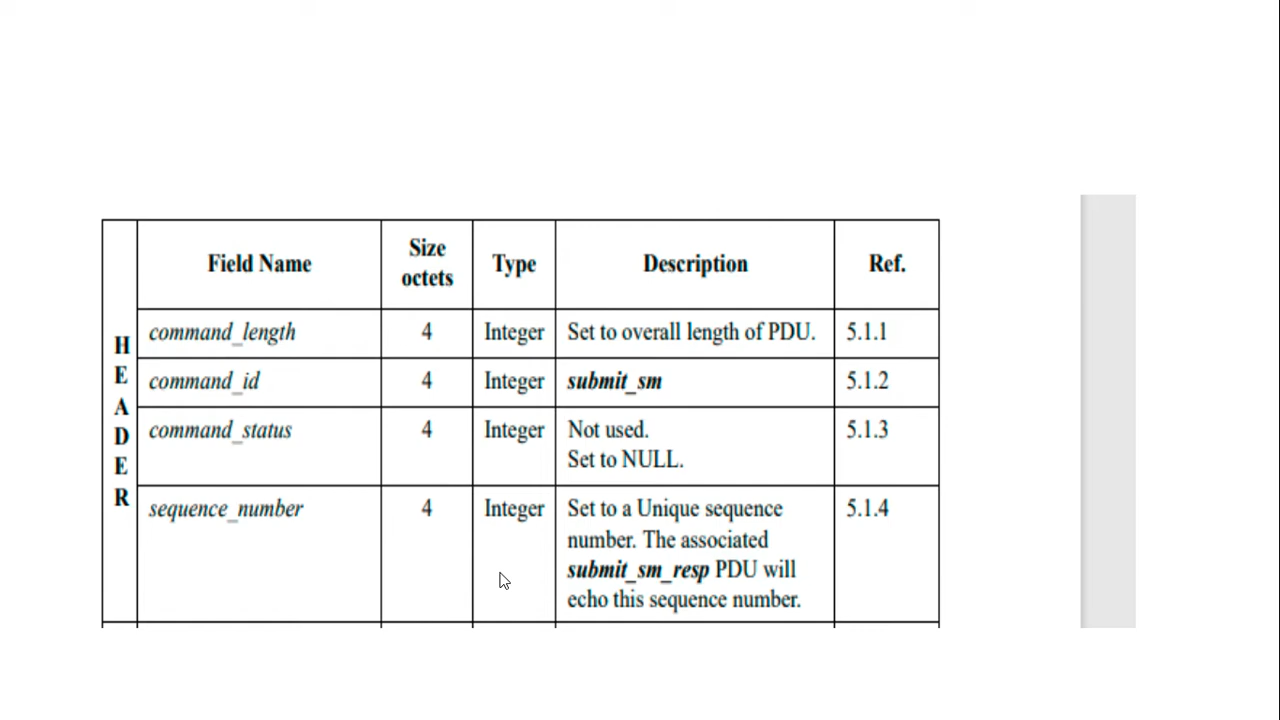 HEADER
Field Name Size octets Type Description Ref.
command_length 4 Integer Set to overall length of PDU. 5.1.1
command_id 4 Integer submit_sm 5.1.2
command_status 4 Integer Not used. 5.1.3
Set to NULL.
sequence_number 4 Integer Set to a Unique sequence 5.1.4
number. The associated
submit_sm_resp PDU will
echo this sequence number.